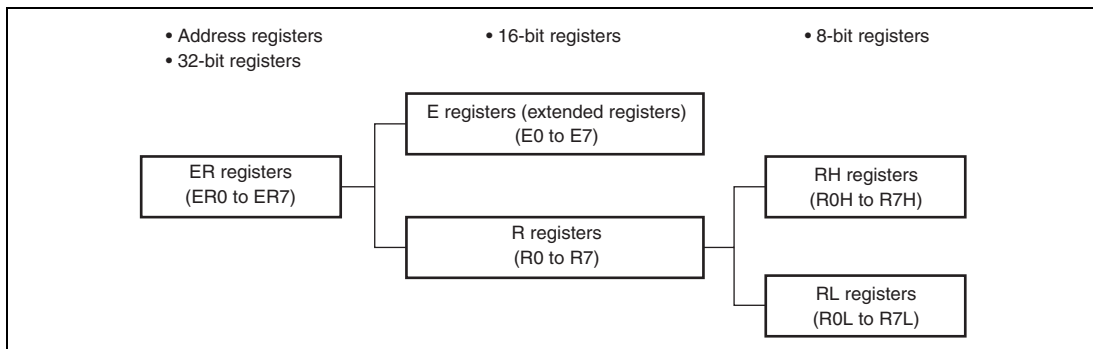 • Address registers
• 32-bit registers
• 16-bit registers
• 8-bit registers
E registers (extended registers)
(E0 to E7)
ER registers
(ER0 to ER7)
RH registers
(R0H to R7H)
R registers
(R0 to R7)
RL registers
(R0L to R7L)